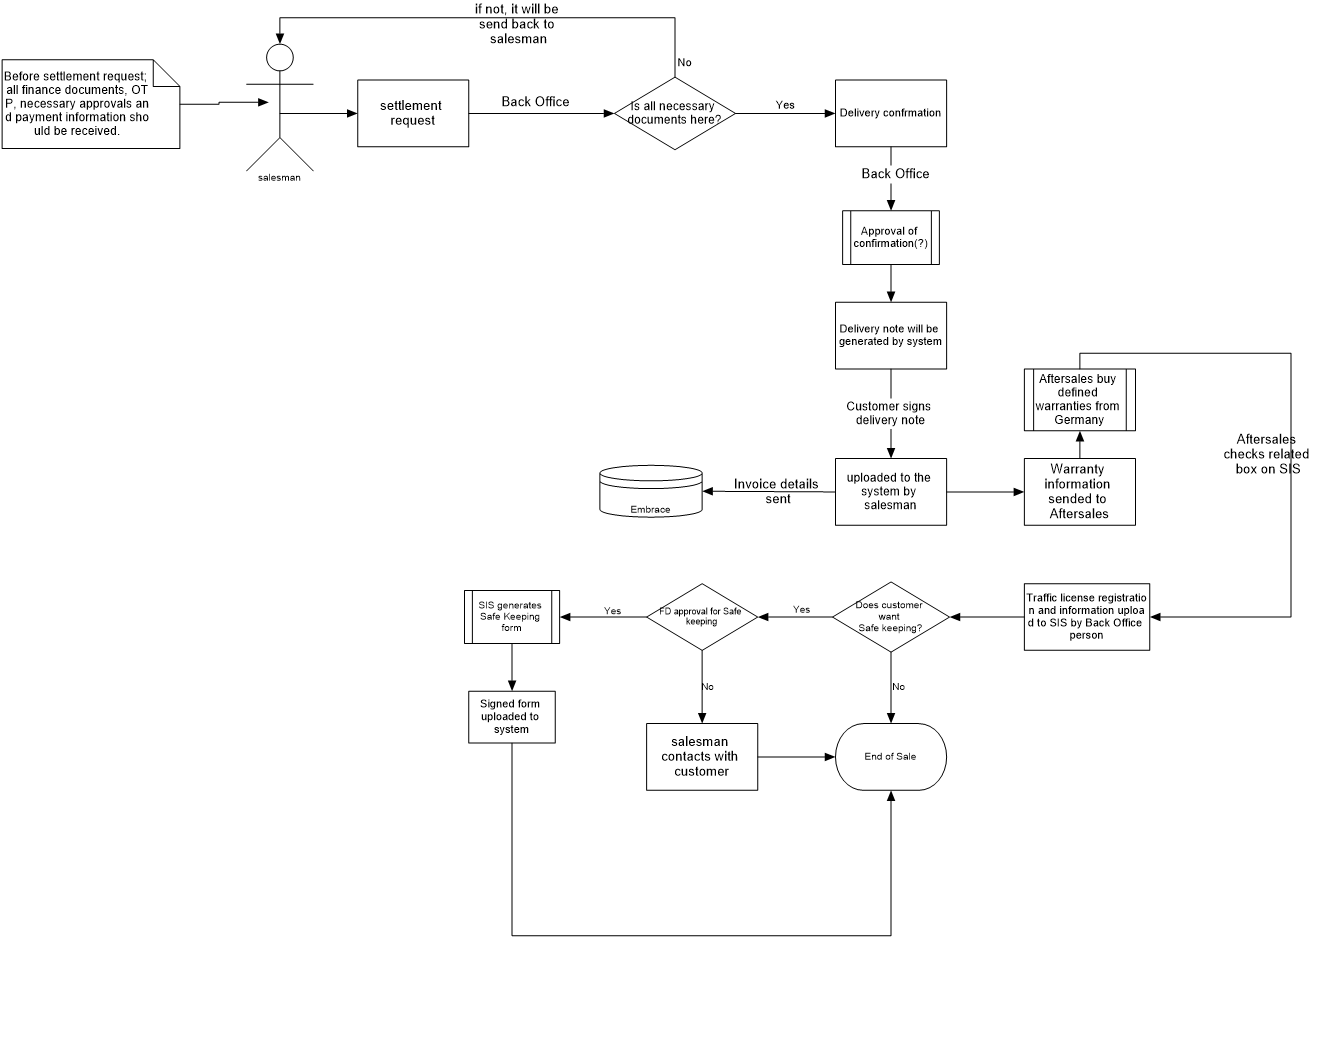 if not, it will be
send back to
salesman
No
Before settlement request;
all finance documents, OT
P, necessary approvals an
d payment information sho
uld be received.
salesman
settlement
request
Back Office
Is all necessary
documents here?
Yes
Delivery confrmation
Back Office
Approval of
confirmation(?)
Delivery note will be
generated by system
Customer signs
delivery note
Aftersales buy
defined
warranties from
Germany
Aftersales
checks related
box on SIS
Embrace
Invoice details
sent
uploaded to the
system by
salesman
Warranty
information
sended to
Aftersales
SIS generates
Safe Keeping
form
Yes
FD approval for Safe
keeping
Yes
Does customer
want
Safe keeping?
Traffic license registratio
n and information uploa
d to SIS by Back Office
person
No
No
Signed form
uploaded to
system
salesman
contacts with
customer
End of Sale